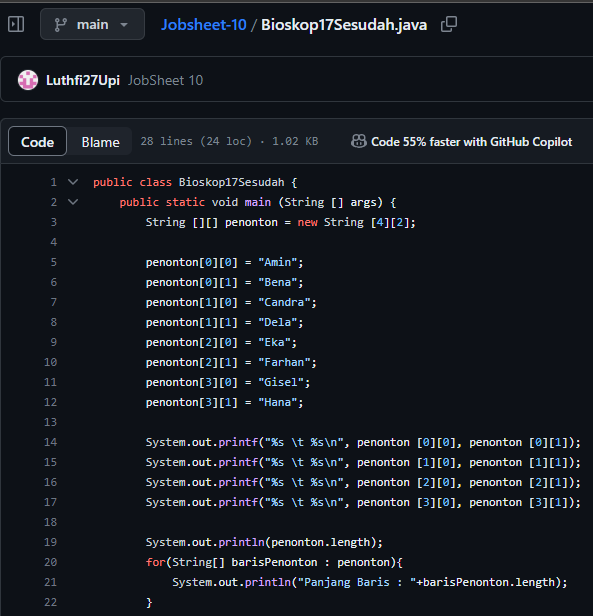 main
Jobsheet-10 / Bioskop17Sesudah.java
Luthfi27Upi JobSheet 10
Code Blame 28 lines (24 loc) · 1.02 KB Code 55% faster with GitHub Copilot
1 public class Bioskop17Sesudah {
2 public static void main (String [] args) {
3 String [][] penonton = new String [4][2];
4
5 penonton[0][0] = "Amin";
6 penonton[0][1] = "Bena";
7 penonton[1][0] = "Candra";
8 penonton[1][1] = "Dela";
9 penonton[2][0] = "Eka";
10 penonton[2][1] = "Farhan";
11 penonton[3][0] = "Gisel";
12 penonton[3][1] = "Hana";
13
14 System.out.printf("%s \t %s\n", penonton [0][0], penonton [0][1]);
15 System.out.printf("%s \t %s\n", penonton [1][0], penonton [1][1]);
16 System.out.printf("%s \t %s\n", penonton [2][0], penonton [2][1]);
17 System.out.printf("%s \t %s\n", penonton [3][0], penonton [3][1]);
18
19 System.out.println(penonton.length);
20 for(String[] barisPenonton : penonton){
21 System.out.println("Panjang Baris : "+barisPenonton.length);
22 }